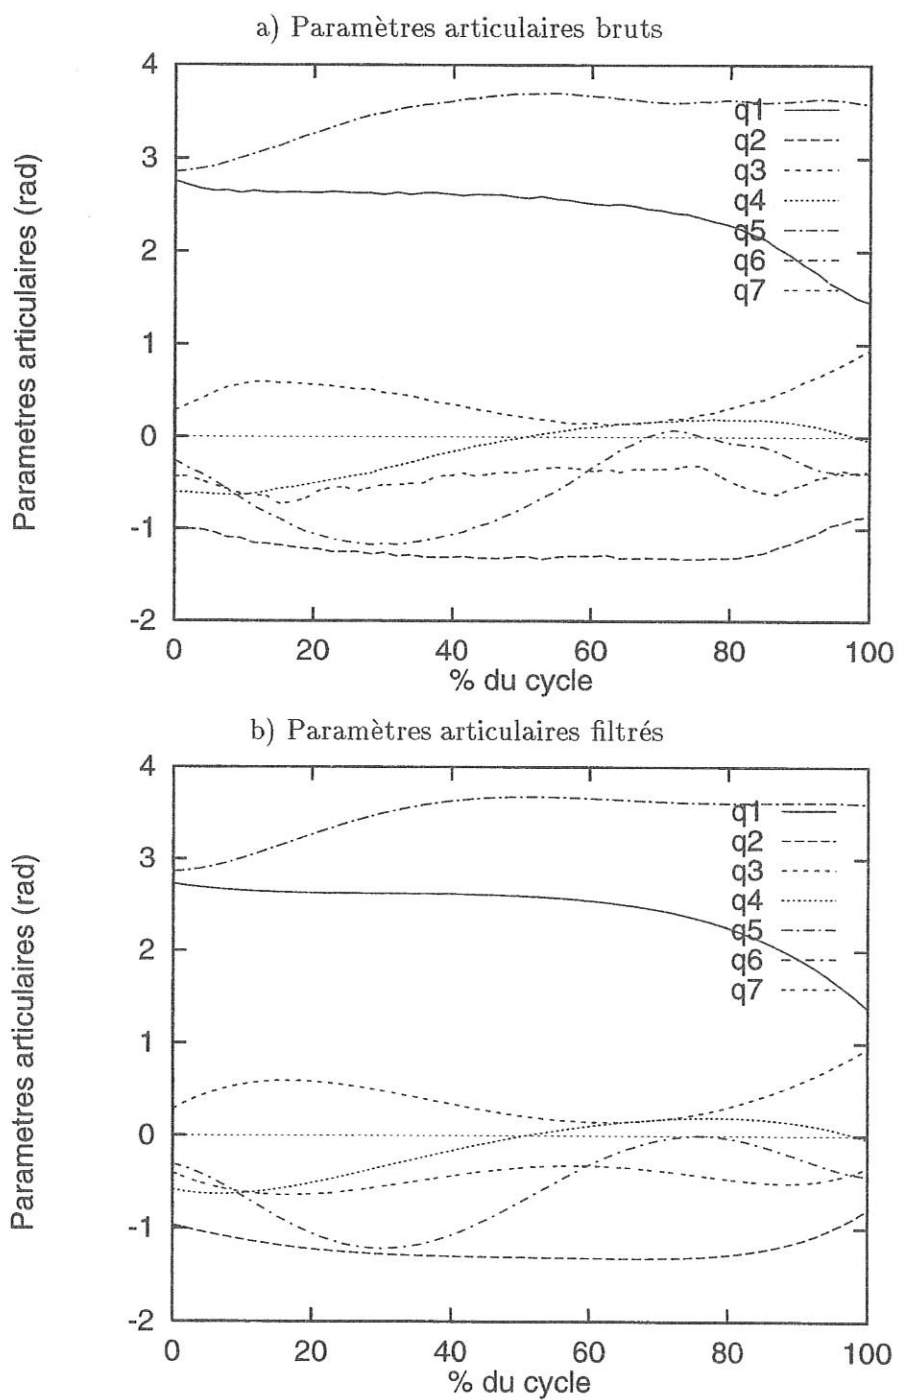 a) Paramètres articulaires bruts
Parametres articulaires (rad)
4
3
2
1
0
-1
-2
q1
q2
q3
q4
q5
q6
q7
0 20 40 60 80 100
% du cycle
b) Paramètres articulaires filtrés
Parametres articulaires (rad)
4
3
2
1
0
-1
-2
q1
q2
q3
q4
q5
q6
q7
0 20 40 60 80 100
% du cycle